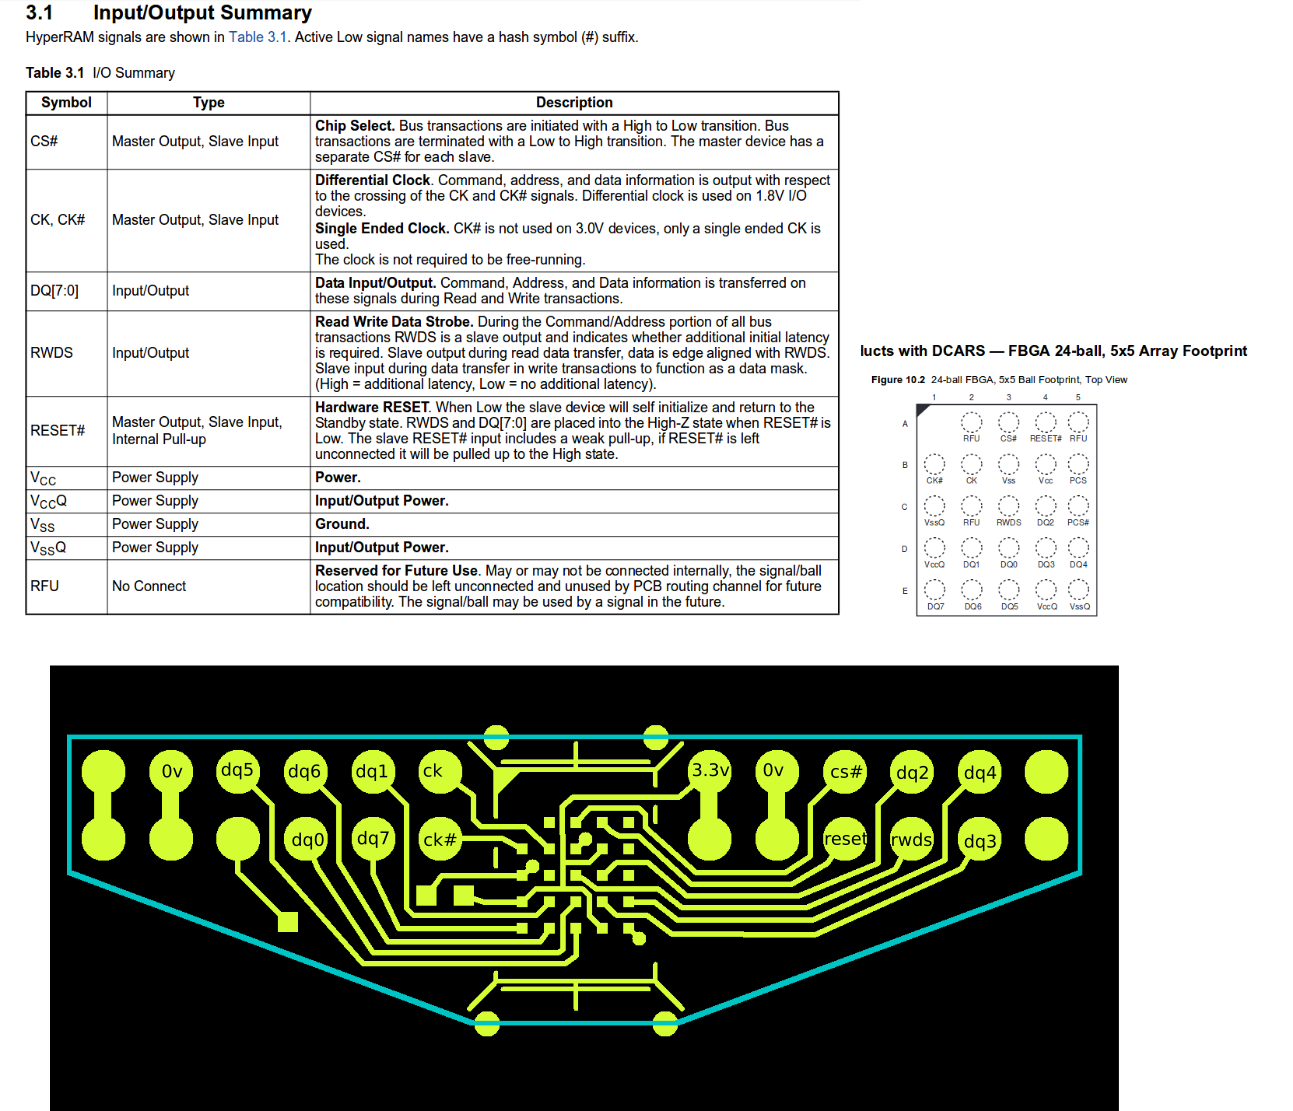 3.1 Input/Output Summary
HyperRAM signals are shown in Table 3.1. Active Low signal names have a hash symbol (#) suffix.
Table 3.1 I/O Summary
Symbol Type Description
CS# Master Output, Slave Input Chip Select. Bus transactions are initiated with a High to Low transition. Bus
transactions are terminated with a Low to High transition. The master device has a
separate CS# for each slave.
CK, CK# Master Output, Slave Input Differential Clock. Command, address, and data information is output with respect
to the crossing of the CK and CK# signals. Differential clock is used on 1.8V I/O
devices.
Single Ended Clock. CK# is not used on 3.0V devices, only a single ended CK is
used.
The clock is not required to be free-running.
DQ[7:0] Input/Output Data Input/Output. Command, Address, and Data information is transferred on
these signals during Read and Write transactions.
RWDS Input/Output Read Write Data Strobe. During the Command/Address portion of all bus
transactions RWDS is a slave output and indicates whether additional initial latency
is required. Slave output during read data transfer, data is edge aligned with RWDS.
Slave input during data transfer in write transactions to function as a data mask.
(High = additional latency, Low = no additional latency).
RESET# Master Output, Slave Input,
Internal Pull-up Hardware RESET. When Low the slave device will self initialize and return to the
Standby state. RWDS and DQ[7:0] are placed into the High-Z state when RESET# is
Low. The slave RESET# input includes a weak pull-up, if RESET# is left
unconnected it will be pulled up to the High state.
VCC Power Supply Power.
VCCQ Power Supply Input/Output Power.
VSS Power Supply Ground.
VSSQ Power Supply Input/Output Power.
RFU No Connect Reserved for Future Use. May or may not be connected internally, the signal/ball
location should be left unconnected and unused by PCB routing channel for future
compatibility. The signal/ball may be used by a signal in the future.
lucts with DCARS — FBGA 24-ball, 5x5 Array Footprint
Figure 10.2 24-ball FBGA, 5x5 Ball Footprint, Top View
1 2 3 4 5
A
RFU CS# RESET# RFU
B
CK# CK Vss Vcc PCS
C
VssQ RFU RWDS DQ2 PCS#
D
VccQ DQ1 DQ0 DQ3 DQ4
E
DQ7 DQ6 DQ5 VccQ VssQ
0v dq5 dq6 dq1 ck 3.3v 0v cs# dq2 dq4
dq0 dq7 ck# reset rwds dq3